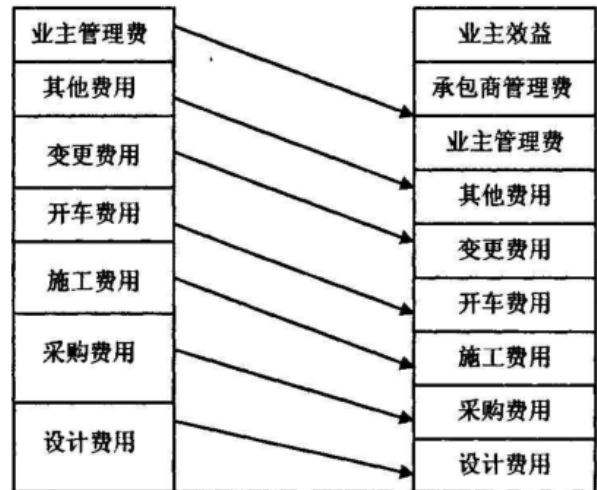 业主管理费
其他费用
变更费用
开车费用
施工费用
采购费用
设计费用
业主效益
承包商管理费
业主管理费
其他费用
变更费用
开车费用
施工费用
采购费用
设计费用